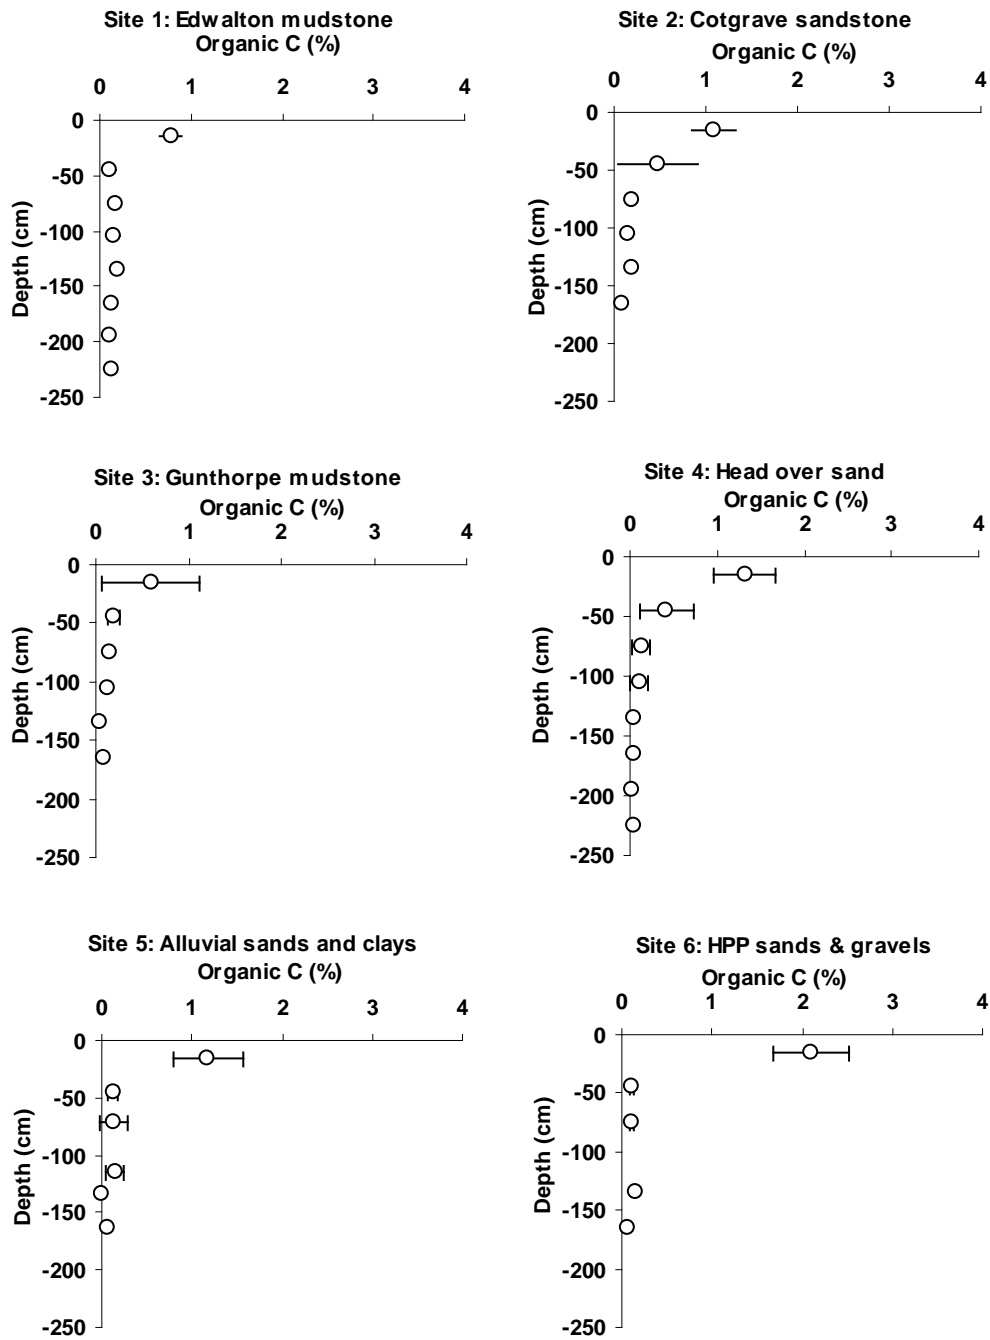 Site 1: Edwalton mudstone
Organic C (%)
0 1 2 3 4
0
-50
-100
-150
-200
-250
Depth (cm)
Site 2: Cotgrave sandstone
Organic C (%)
0 1 2 3 4
0
-50
-100
-150
-200
-250
Depth (cm)
Site 3: Gunthorpe mudstone
Organic C (%)
0 1 2 3 4
0
-50
-100
-150
-200
-250
Depth (cm)
Site 4: Head over sand
Organic C (%)
0 1 2 3 4
0
-50
-100
-150
-200
-250
Depth (cm)
Site 5: Alluvial sands and clays
Organic C (%)
0 1 2 3 4
0
-50
-100
-150
-200
-250
Depth (cm)
Site 6: HPP sands & gravels
Organic C (%)
0 1 2 3 4
0
-50
-100
-150
-200
-250
Depth (cm)